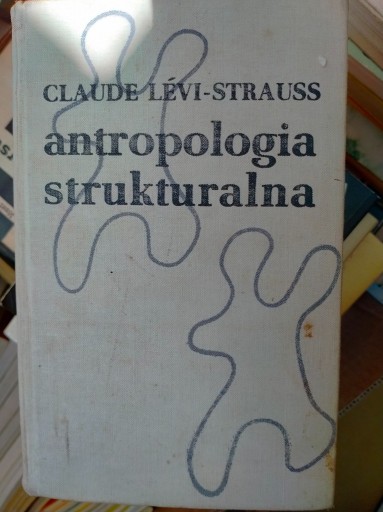 CLAUDE LÉVI-STRAUSS
antropologia
strukturalna